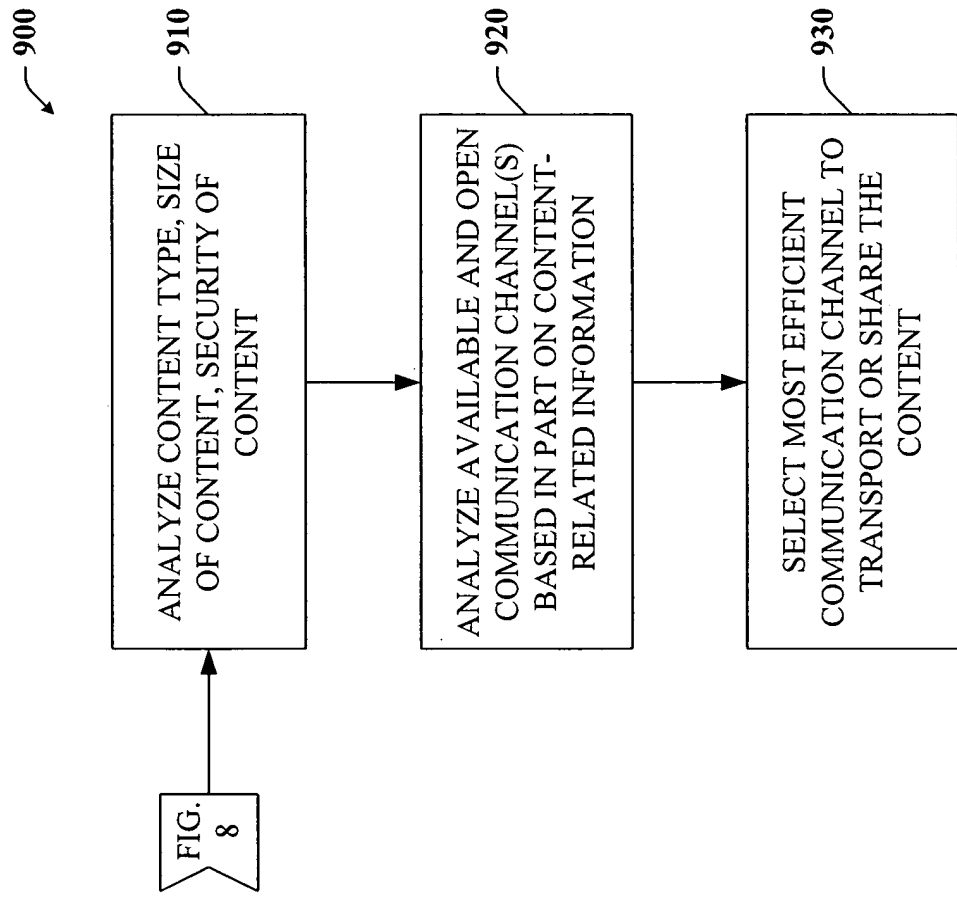 900
FIG.
8
ANALYZE CONTENT TYPE, SIZE
OF CONTENT, SECURITY OF
CONTENT
910
ANALYZE AVAILABLE AND OPEN
COMMUNICATION CHANNEL(S)
BASED IN PART ON CONTENT-
RELATED INFORMATION
920
SELECT MOST EFFICIENT
COMMUNICATION CHANNEL TO
TRANSPORT OR SHARE THE
CONTENT
930